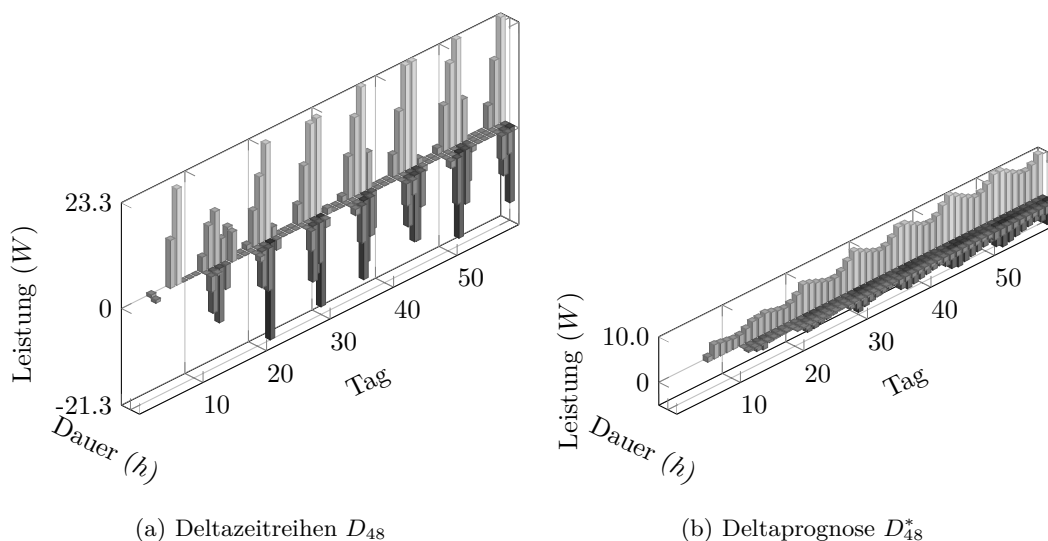 23.3
0
-21.3
Leistung (W)
Dauer (h)
10
20
30
40
50
Tag
10.0
0
Leistung (W)
Dauer (h)
10
20
30
40
50
Tag
(a) Deltazeitreihen D48
(b) Deltaprognose D*48